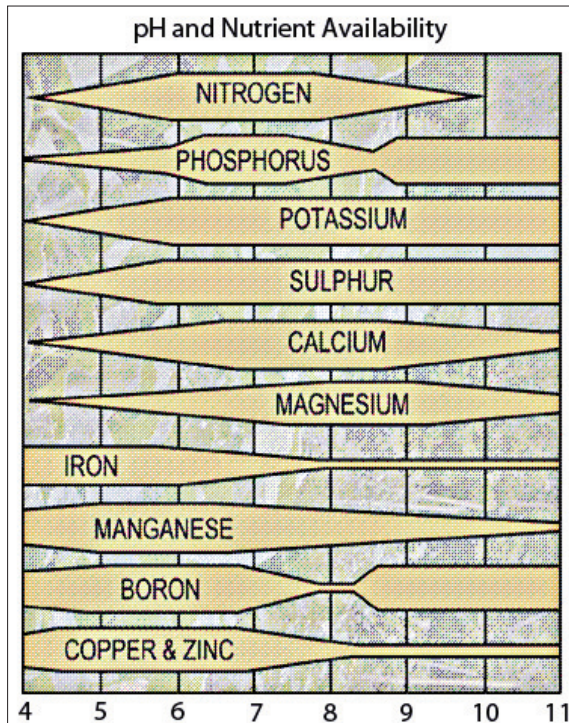 pH and Nutrient Availability
NITROGEN
PHOSPHORUS
POTASSIUM
SULPHUR
CALCIUM
MAGNESIUM
IRON
MANGANESE
BORON
COPPER & ZINC
4 5 6 7 8 9 10 11